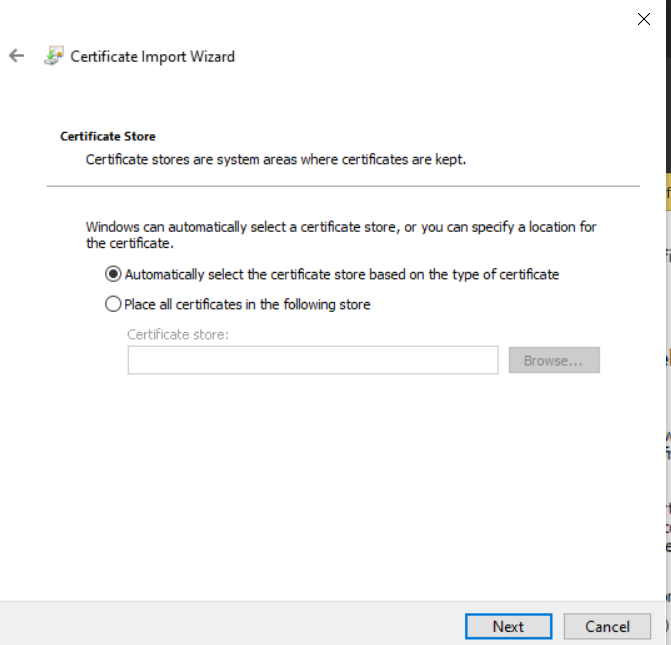 Certificate Import Wizard
Certificate Store
Certificate stores are system areas where certificates are kept.
Windows can automatically select a certificate store, or you can specify a location for
the certificate.
Automatically select the certificate store based on the type of certificate
Place all certificates in the following store
Certificate store:
Browse...
Next
Cancel